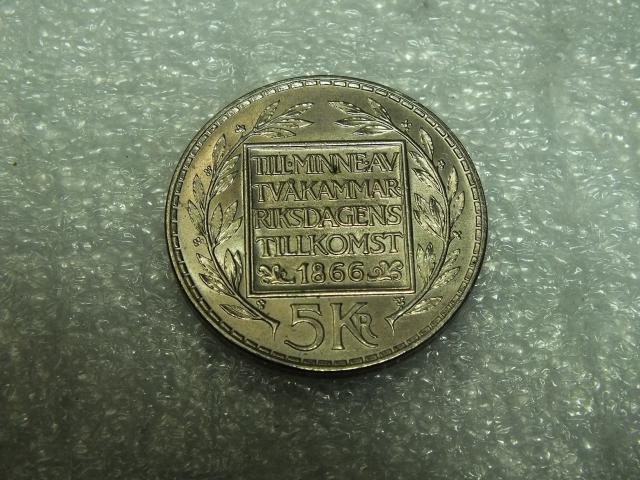 TILL·MINNE·AV
TVÅKAMMAR
RIKSDAGENS
TILLKOMST
1866
5 KR